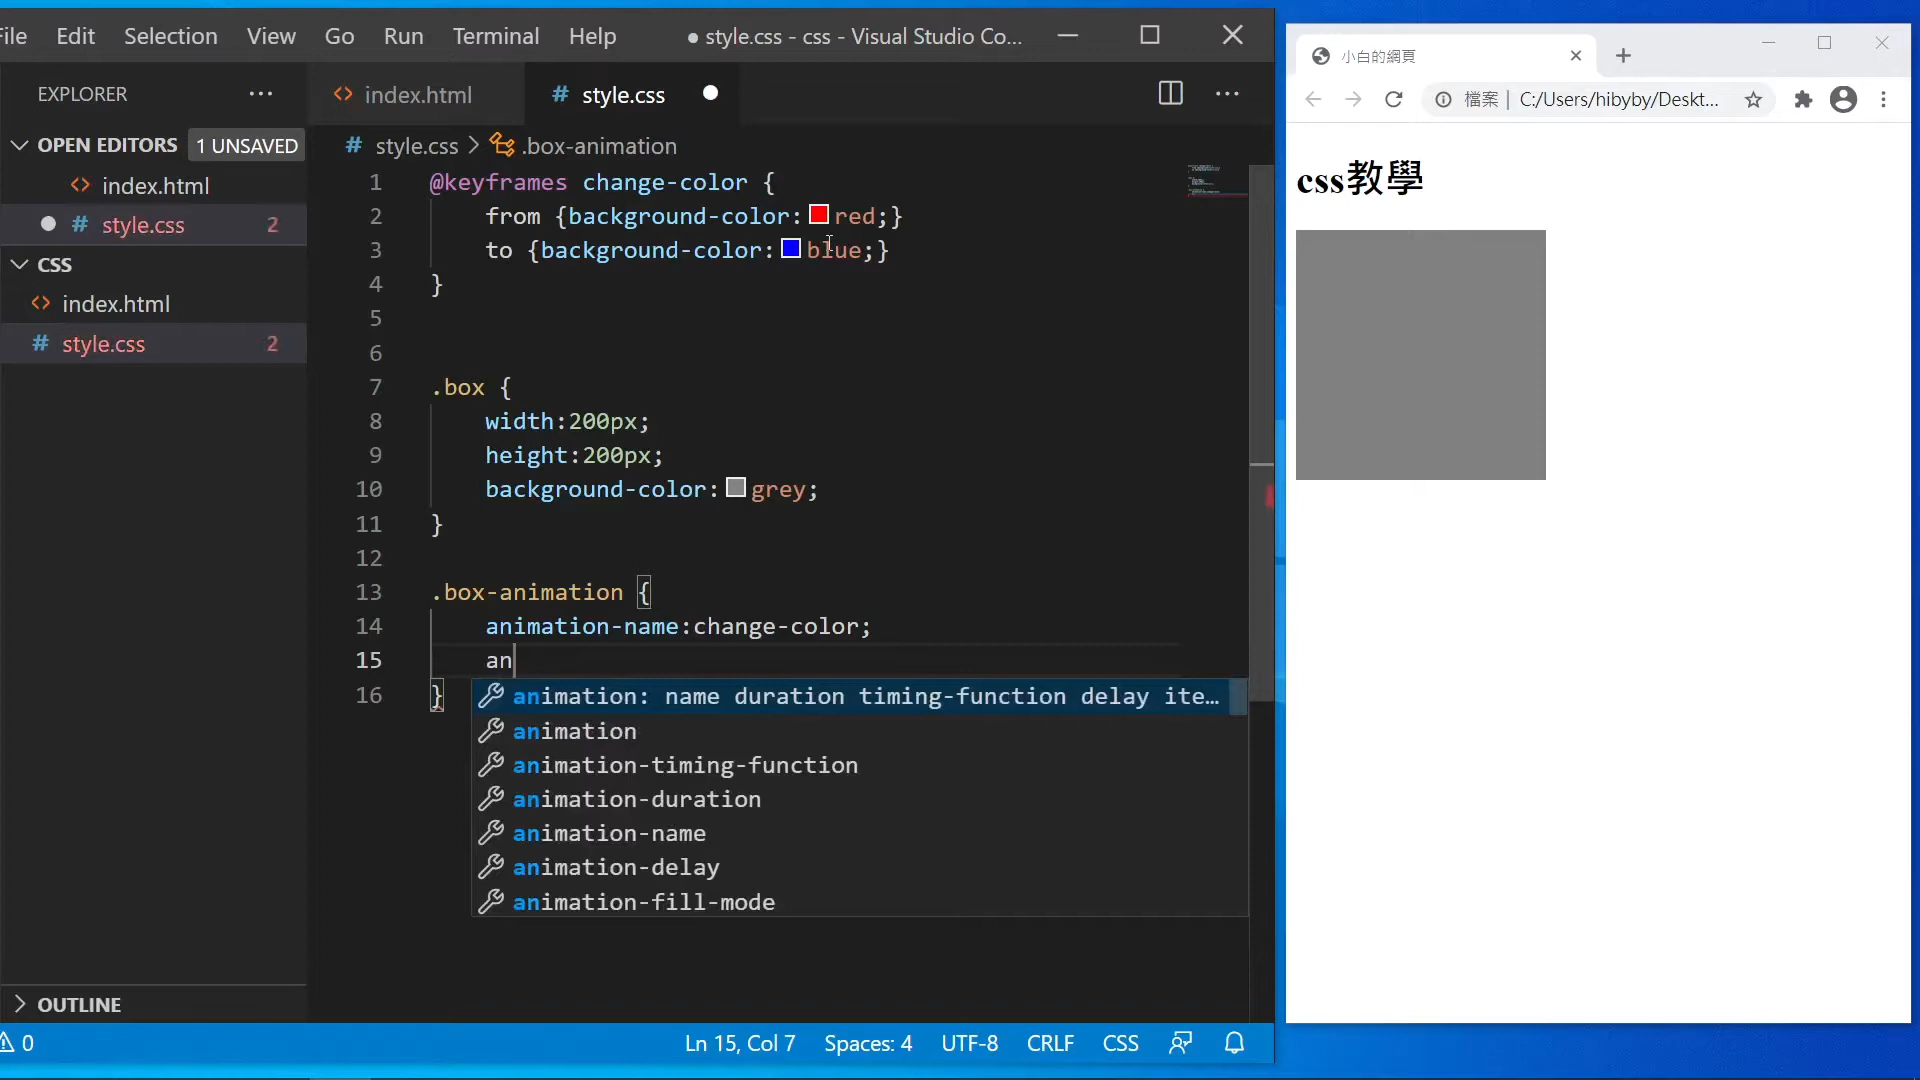 File Edit Selection View Go Run Terminal Help ● style.css - css - Visual Studio Co...
EXPLORER ...
OPEN EDITORS 1 UNSAVED
<> index.html
● # style.css 2
CSS
<> index.html
# style.css 2
OUTLINE
<> index.html # style.css ●
# style.css > .box-animation
1 @keyframes change-color {
2 from {background-color:red;}
3 to {background-color:blue;}
4 }
5
6
7 .box {
8 width:200px;
9 height:200px;
10 background-color:grey;
11 }
12
13 .box-animation {
14 animation-name:change-color;
15 an
16 }
animation: name duration timing-function delay ite...
animation
animation-timing-function
animation-duration
animation-name
animation-delay
animation-fill-mode
0 Ln 15, Col 7 Spaces: 4 UTF-8 CRLF CSS
小白的網頁
檔案 | C:/Users/hibyby/Deskt...
css教學